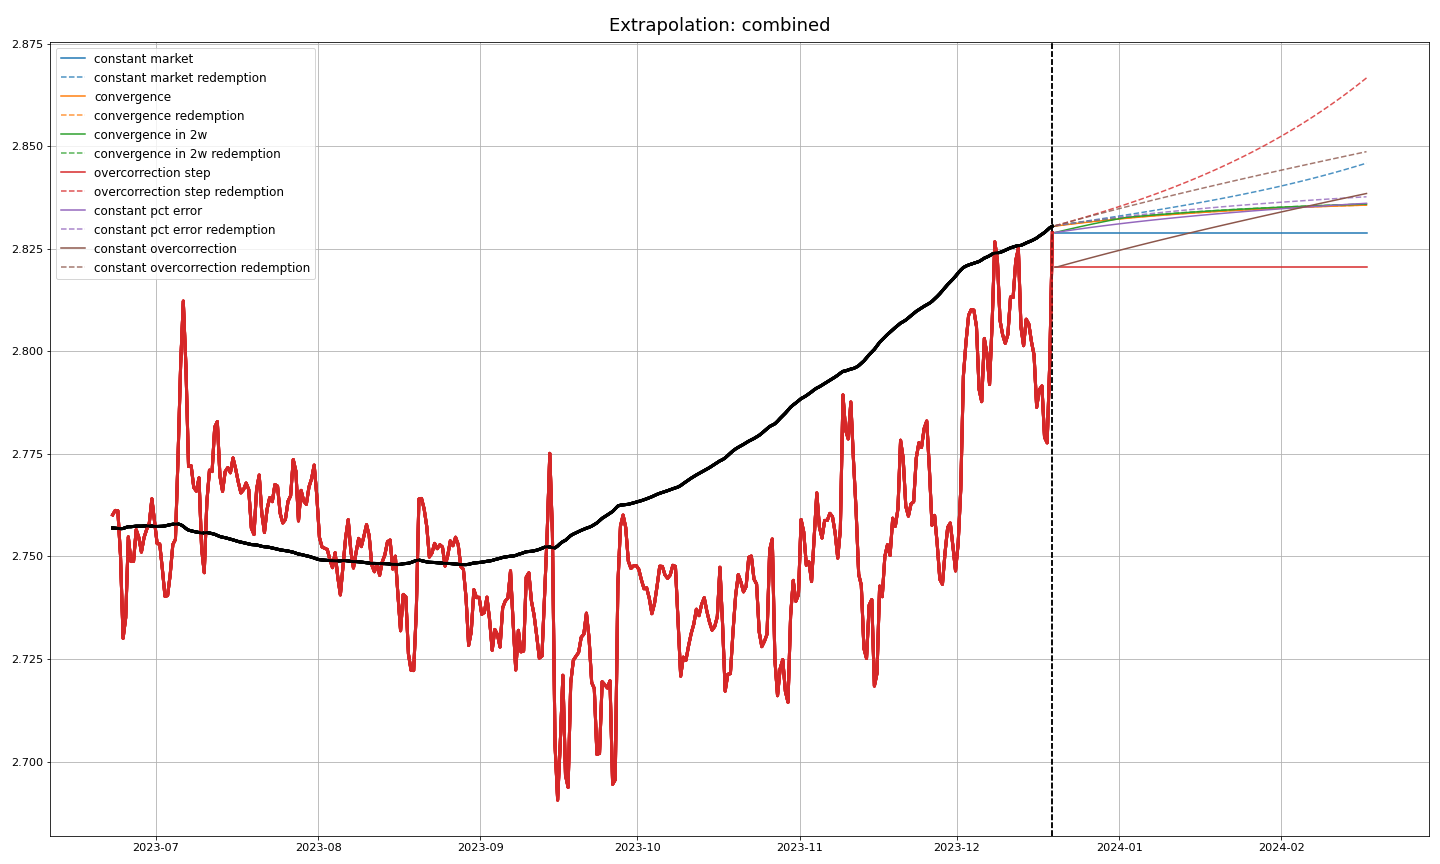 Extrapolation: combined
2.875
2.850
2.825
2.800
2.775
2.750
2.725
2.700
constant market
constant market redemption
convergence
convergence redemption
convergence in 2w
convergence in 2w redemption
overcorrection step
overcorrection step redemption
constant pct error
constant pct error redemption
constant overcorrection
constant overcorrection redemption
2023-07 2023-08 2023-09 2023-10 2023-11 2023-12 2024-01 2024-02